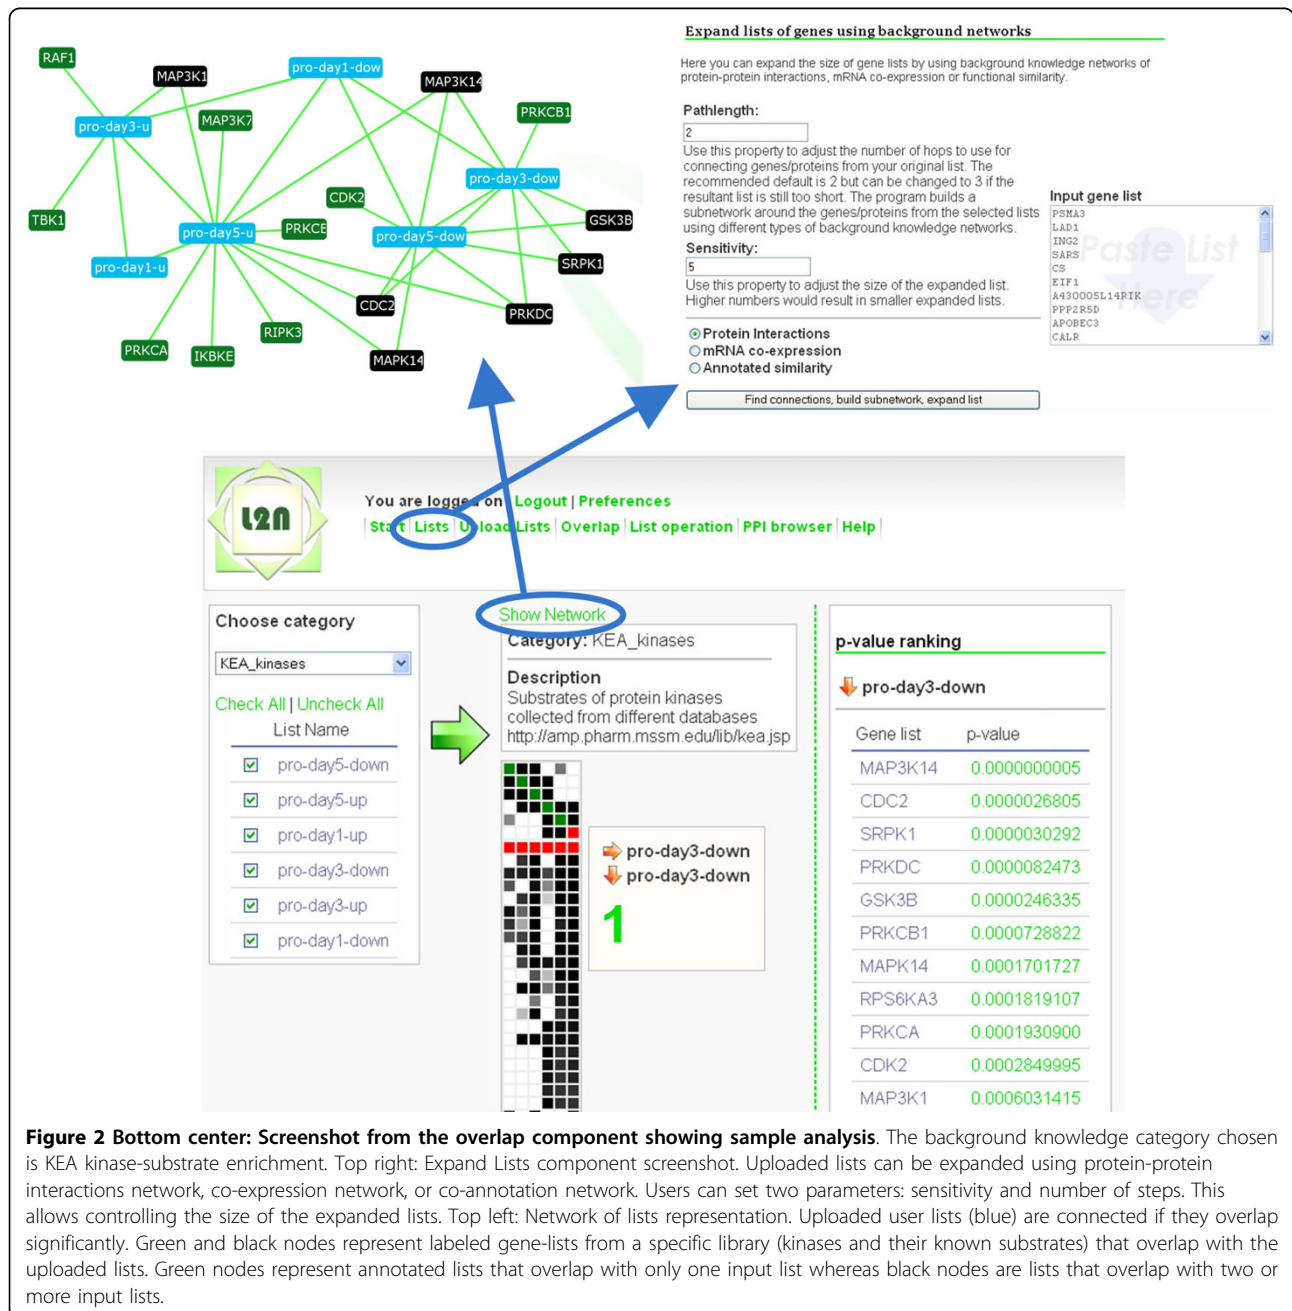 RAF1
MAP3K1
pro-day1-dow
MAP3K14
PRKCB1
pro-day3-u
MAP3K7
pro-day3-dow
CDK2
TBK1
pro-day5-u
PRKCE
pro-day5-dow
GSK3B
pro-day1-u
SRPK1
CDC2
PRKDC
RIPK3
PRKCA
IKBKE
MAPK14
Expand lists of genes using background networks
Here you can expand the size of gene lists by using background knowledge networks of
protein-protein interactions, mRNA co-expression or functional similarity.
Pathlength:
2
Use this property to adjust the number of hops to use for
connecting genes/proteins from your original list. The
recommended default is 2 but can be changed to 3 if the
resultant list is still too short. The program builds a
subnetwork around the genes/proteins from the selected lists
using different types of background knowledge networks.
Sensitivity:
5
Use this property to adjust the size of the expanded list.
Higher numbers would result in smaller expanded lists.
Protein Interactions
mRNA co-expression
Annotated similarity
Find connections, build subnetwork, expand list
Input gene list
Paste List
Here
PSMA3
LAD1
ING2
SARS
CS
EIF1
A430005L14RIK
PPP2R5D
APOBEC3
CALR
L2N
You are logged on Logout | Preferences
Start | Lists | Upload Lists | Overlap | List operation | PPI browser | Help |
Choose category
KEA_kinases
Check All | Uncheck All
List Name
pro-day5-down
pro-day5-up
pro-day1-up
pro-day3-down
pro-day3-up
pro-day1-down
Show Network
Category: KEA_kinases
Description
Substrates of protein kinases
collected from different databases
http://amp.pharm.mssm.edu/lib/kea.jsp
pro-day3-down
pro-day3-down
1
p-value ranking
pro-day3-down
Gene list p-value
MAP3K14 0.0000000005
CDC2 0.0000026805
SRPK1 0.0000030292
PRKDC 0.0000082473
GSK3B 0.0000246335
PRKCB1 0.0000728822
MAPK14 0.0001701727
RPS6KA3 0.0001819107
PRKCA 0.0001930900
CDK2 0.0002849995
MAP3K1 0.0006031415
Figure 2 Bottom center: Screenshot from the overlap component showing sample analysis. The background knowledge category chosen
is KEA kinase-substrate enrichment. Top right: Expand Lists component screenshot. Uploaded lists can be expanded using protein-protein
interactions network, co-expression network, or co-annotation network. Users can set two parameters: sensitivity and number of steps. This
allows controlling the size of the expanded lists. Top left: Network of lists representation. Uploaded user lists (blue) are connected if they overlap
significantly. Green and black nodes represent labeled gene-lists from a specific library (kinases and their known substrates) that overlap with the
uploaded lists. Green nodes represent annotated lists that overlap with only one input list whereas black nodes are lists that overlap with two or
more input lists.